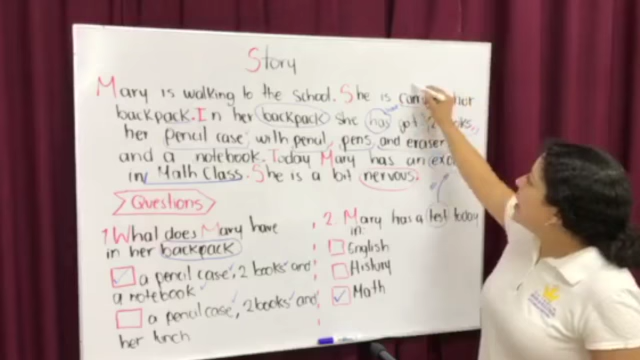 Story
Mary is walking to the school. She is her
backpack. In her backpack she has got 2 books,
her pencil case with pencil, pens, and eraser
and a notebook. Today Mary has an
in Math Class. She is a bit nervous.
Questions
1. What does Mary have
in her backpack
a pencil case, 2 books and
a notebook
a pencil case, 2 books and
her lunch
2. Mary has a test today
in:
English
History
Math